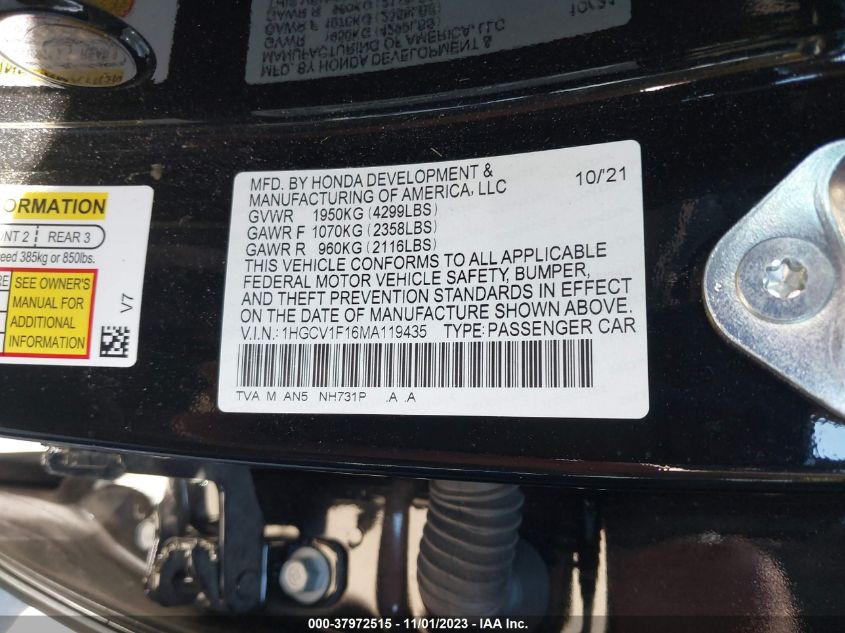 ORMATION
NT 2 REAR 3
eed 385kg or 850lbs.
SEE OWNER'S
MANUAL FOR
ADDITIONAL
INFORMATION
V7
MFD. BY HONDA DEVELOPMENT & 10/'21
MANUFACTURING OF AMERICA, LLC
GVWR 1950KG (4299LBS)
GAWR F 1070KG (2358LBS)
GAWR R 960KG (2116LBS)
THIS VEHICLE CONFORMS TO ALL APPLICABLE
FEDERAL MOTOR VEHICLE SAFETY, BUMPER,
AND THEFT PREVENTION STANDARDS IN EFFECT
ON THE DATE OF MANUFACTURE SHOWN ABOVE.
V.I.N.: 1HGCV1F16MA119435 TYPE: PASSENGER CAR
TVA M AN5 NH731P .A .A
000-37972515 - 11/01/2023 - © IAA, Inc.